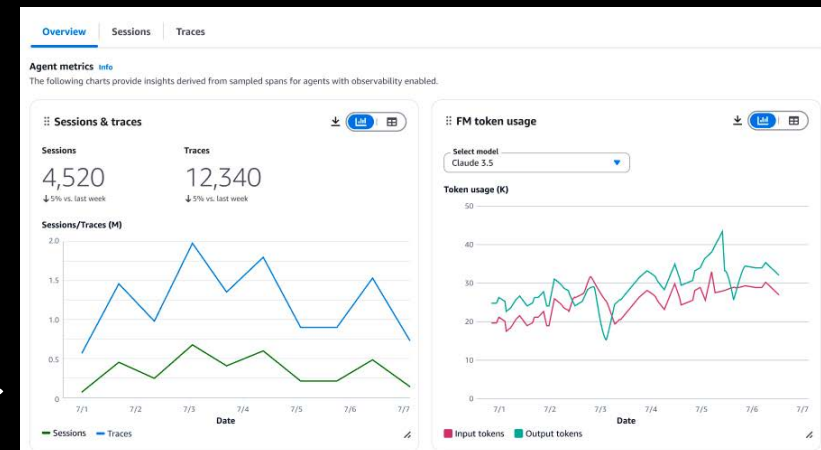 Overview Sessions Traces
Agent metrics Info
The following charts provide insights derived from sampled spans for agents with observability enabled.
Sessions & traces
Sessions Traces
4,520 12,340
↓5% vs. last week ↓5% vs. last week
Sessions/Traces (M)
2.0
1.5
1.0
0.5
0
7/1 7/2 7/3 7/4 7/5 7/6 7/7
Date
Sessions Traces
FM token usage
Select model
Claude 3.5
Token usage (K)
50
40
30
20
10
0
7/1 7/2 7/3 7/4 7/5 7/6 7/7
Date
Input tokens Output tokens